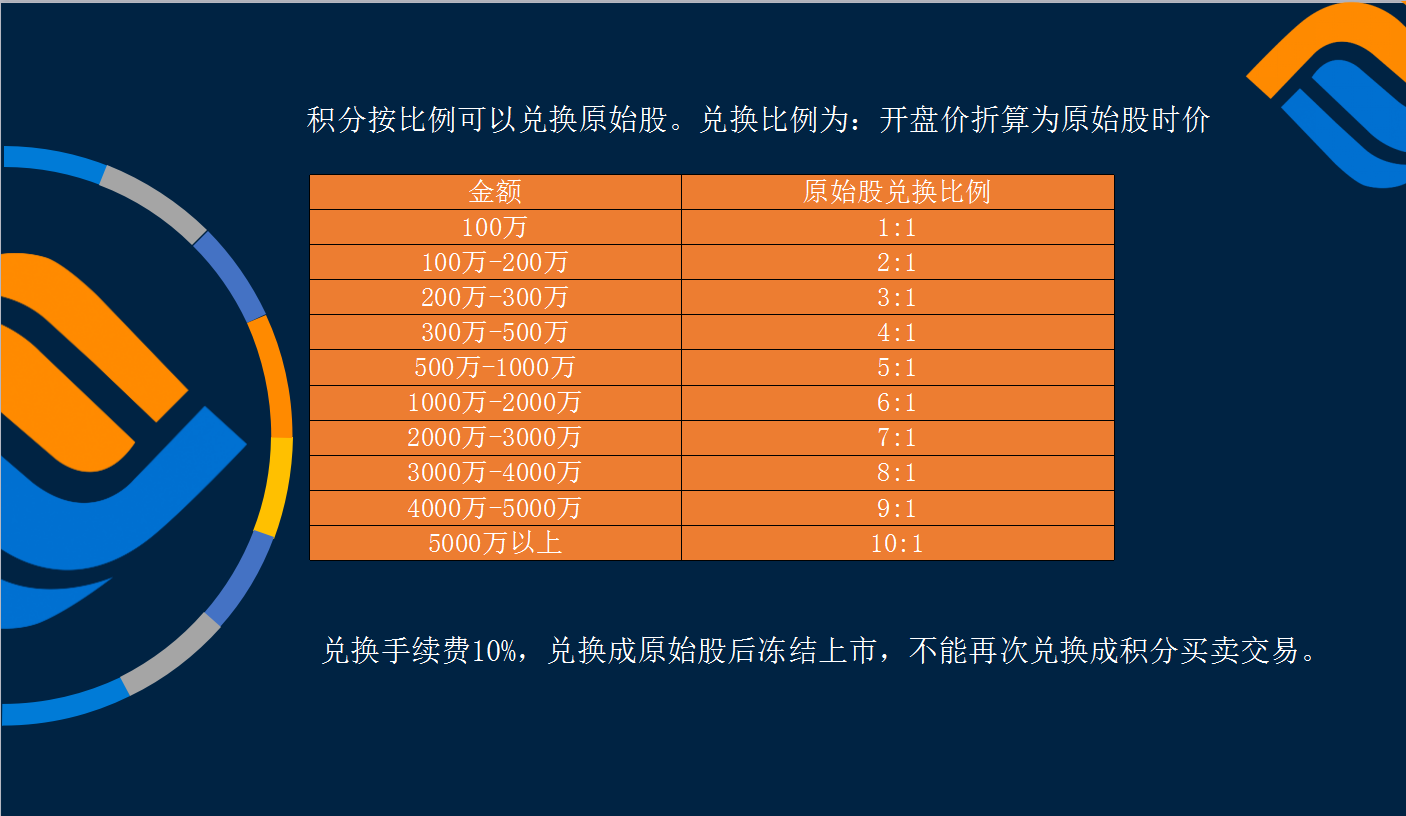 积分按比例可以兑换原始股。兑换比例为：开盘价折算为原始股时价
金额 原始股兑换比例
100万 1:1
100万-200万 2:1
200万-300万 3:1
300万-500万 4:1
500万-1000万 5:1
1000万-2000万 6:1
2000万-3000万 7:1
3000万-4000万 8:1
4000万-5000万 9:1
5000万以上 10:1
兑换手续费10%，兑换成原始股后冻结上市，不能再次兑换成积分买卖交易。